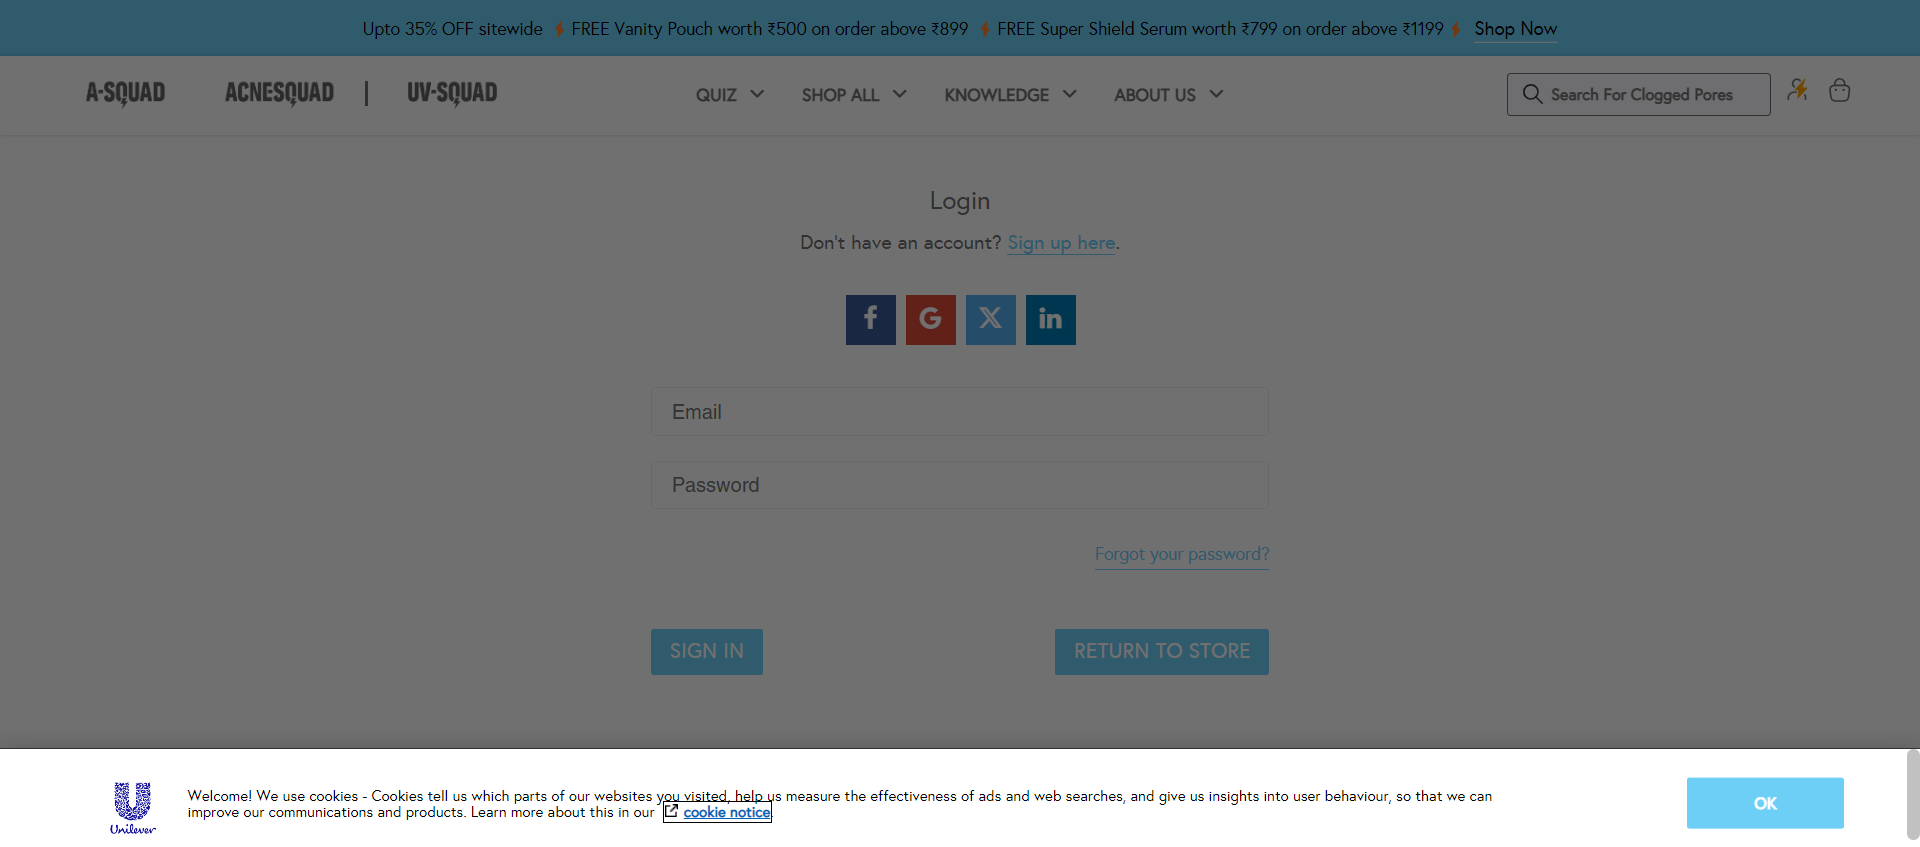 Upto 35% OFF sitewide ⚡ FREE Vanity Pouch worth ₹500 on order above ₹899 ⚡ FREE Super Shield Serum worth ₹799 on order above ₹1199 ⚡ Shop Now
A-SQUAD ACNESQUAD | UV-SQUAD QUIZ SHOP ALL KNOWLEDGE ABOUT US Search For Clogged Pores
Login
Don't have an account? Sign up here.
f G X in
Email
Password
Forgot your password?
SIGN IN RETURN TO STORE
Welcome! We use cookies - Cookies tell us which parts of our websites you visited, help us measure the effectiveness of ads and web searches, and give us insights into user behaviour, so that we can
improve our communications and products. Learn more about this in our cookie notice.
Unilever
OK